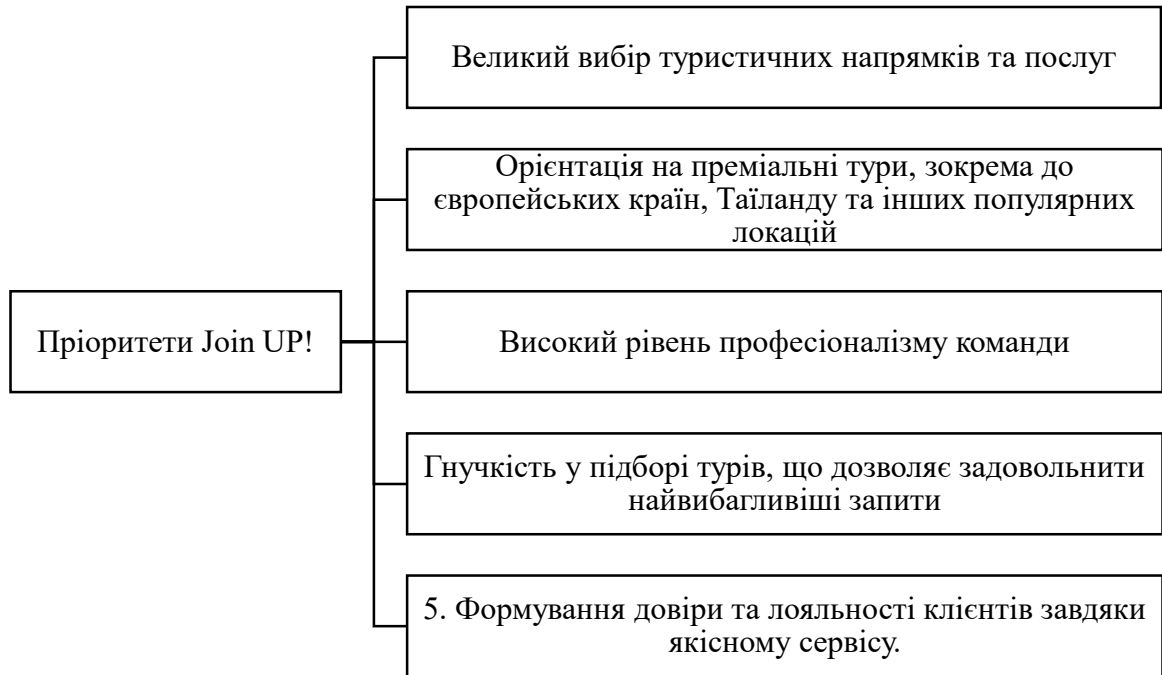 Великий вибір туристичних напрямків та послуг
Орієнтація на преміальні тури, зокрема до
європейських країн, Таїланду та інших популярних
локацій
Пріоритети Join UP!
Високий рівень професіоналізму команди
Гнучкість у підборі турів, що дозволяє задовольнити
найвибагливіші запити
5. Формування довіри та лояльності клієнтів завдяки
якісному сервісу.